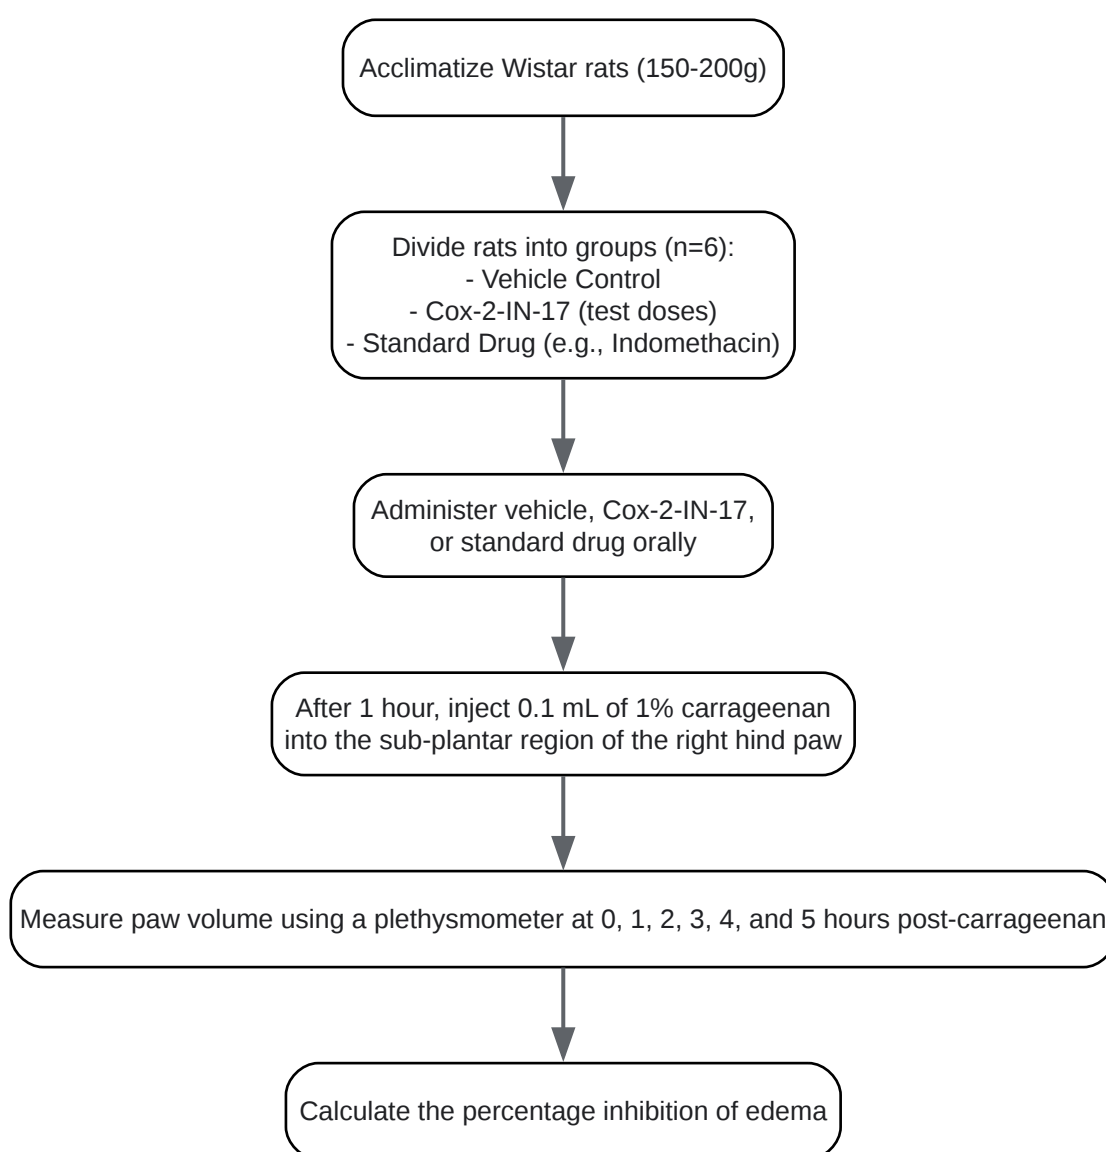 Acclimatize Wistar rats (150-200g)
Divide rats into groups (n=6):
- Vehicle Control
- Cox-2-IN-17 (test doses)
- Standard Drug (e.g., Indomethacin)
Administer vehicle, Cox-2-IN-17,
or standard drug orally
After 1 hour, inject 0.1 mL of 1% carrageenan
into the sub-plantar region of the right hind paw
Measure paw volume using a plethysmometer at 0, 1, 2, 3, 4, and 5 hours post-carrageenan
Calculate the percentage inhibition of edema